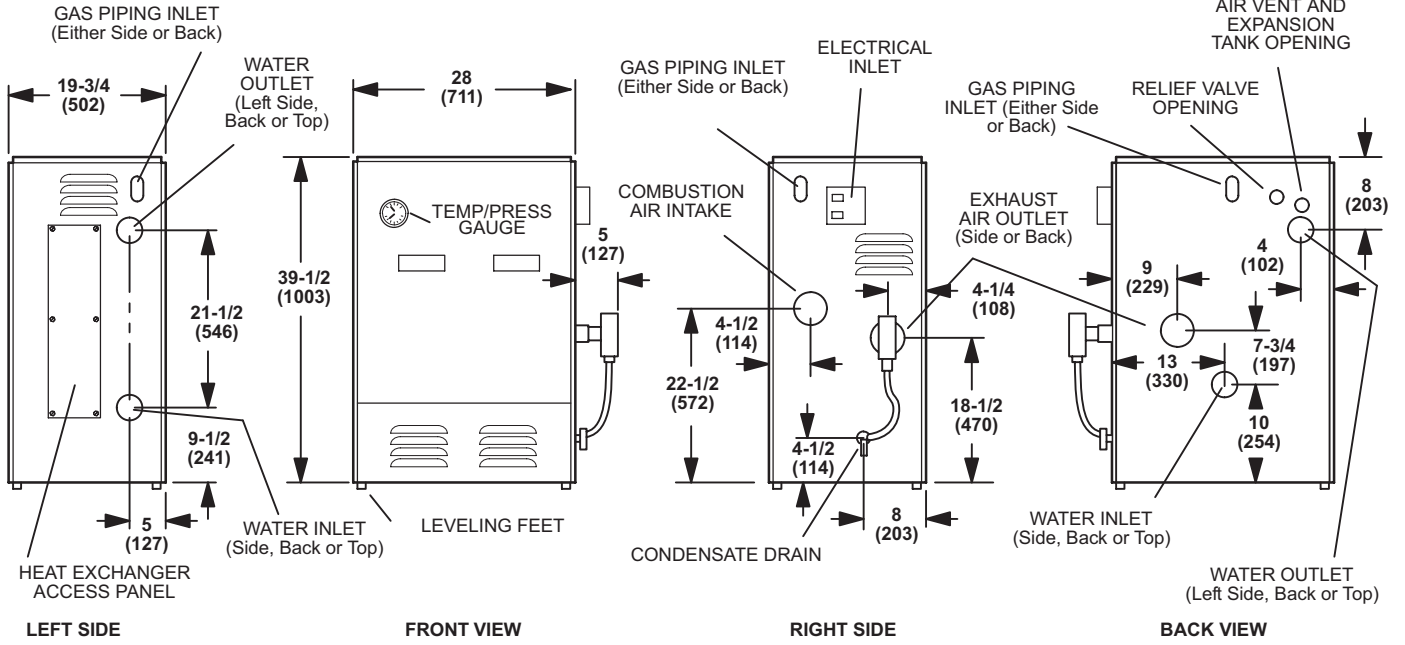 GAS PIPING INLET
(Either Side or Back)
19-3/4
(502)
WATER
OUTLET
(Left Side,
Back or Top)
21-1/2
(546)
9-1/2
(241)
5
(127)
WATER INLET
(Side, Back or Top)
HEAT EXCHANGER
ACCESS PANEL
LEFT SIDE
28
(711)
TEMP/PRESS
GAUGE
39-1/2
(1003)
5
(127)
LEVELING FEET
FRONT VIEW
GAS PIPING INLET
(Either Side or Back)
ELECTRICAL
INLET
COMBUSTION
AIR INTAKE
EXHAUST
AIR OUTLET
(Side or Back)
4-1/2
(114)
4-1/4
(108)
22-1/2
(572)
18-1/2
(470)
4-1/2
(114)
8
(203)
CONDENSATE DRAIN
RIGHT SIDE
AIR VENT AND
EXPANSION
TANK OPENING
GAS PIPING
INLET (Either Side
or Back)
RELIEF VALVE
OPENING
8
(203)
4
(102)
9
(229)
7-3/4
(197)
13
(330)
10
(254)
WATER INLET
(Side, Back or Top)
WATER OUTLET
(Left Side, Back or Top)
BACK VIEW